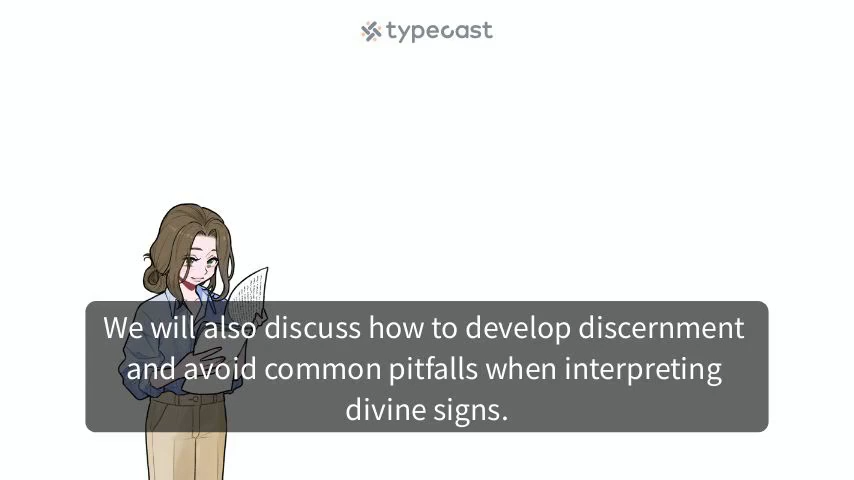 typecast
We will also discuss how to develop discernment
and avoid common pitfalls when interpreting
divine signs.